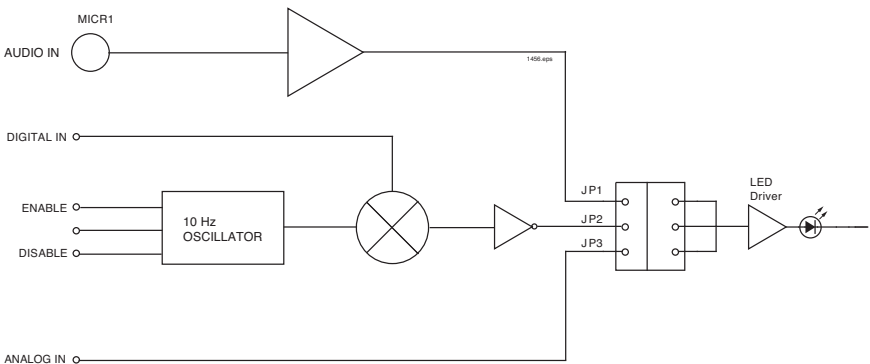 MICR1
AUDIO IN
1456.eps
DIGITAL IN
JP1
LED
Driver
ENABLE
10 Hz
OSCILLATOR
JP2
DISABLE
JP3
ANALOG IN